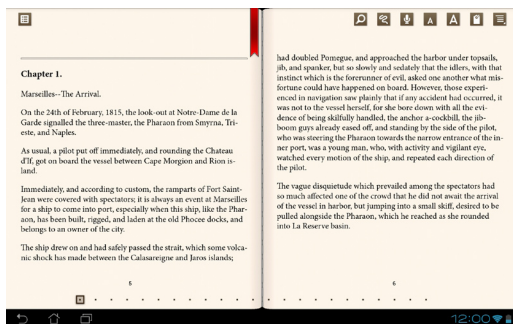 Chapter 1.
Marseilles--The Arrival.
On the 24th of February, 1815, the look-out at Notre-Dame de la
Garde signalled the three-master, the Pharaon from Smyrna, Tri-
este, and Naples.
As usual, a pilot put off immediately, and rounding the Chateau
d'If, got on board the vessel between Cape Morgion and Rion is-
land.
Immediately, and according to custom, the ramparts of Fort Saint-
Jean were covered with spectators; it is always an event at Marseilles
for a ship to come into port, especially when this ship, like the Phar-
aon, has been built, rigged, and laden at the old Phocee docks, and
belongs to an owner of the city.
The ship drew on and had safely passed the strait, which some volca-
nic shock has made between the Calasareigne and Jaros islands;
5
had doubled Pomegue, and approached the harbor under topsails,
jib, and spanker, but so slowly and sedately that the idlers, with that
instinct which is the forerunner of evil, asked one another what mis-
fortune could have happened on board. However, those experi-
enced in navigation saw plainly that if any accident had occurred, it
was not to the vessel herself, for she bore down with all the evi-
dence of being skilfully handled, the anchor a-cockbill, the jib-
boom guys already eased off, and standing by the side of the pilot,
who was steering the Pharaon towards the narrow entrance of the in-
ner port, was a young man, who, with activity and vigilant eye,
watched every motion of the ship, and repeated each direction of
the pilot.
The vague disquietude which prevailed among the spectators had
so much affected one of the crowd that he did not await the arrival
of the vessel in harbor, but jumping into a small skiff, desired to be
pulled alongside the Pharaon, which he reached as she rounded
into La Reserve basin.
6
A A
12:00